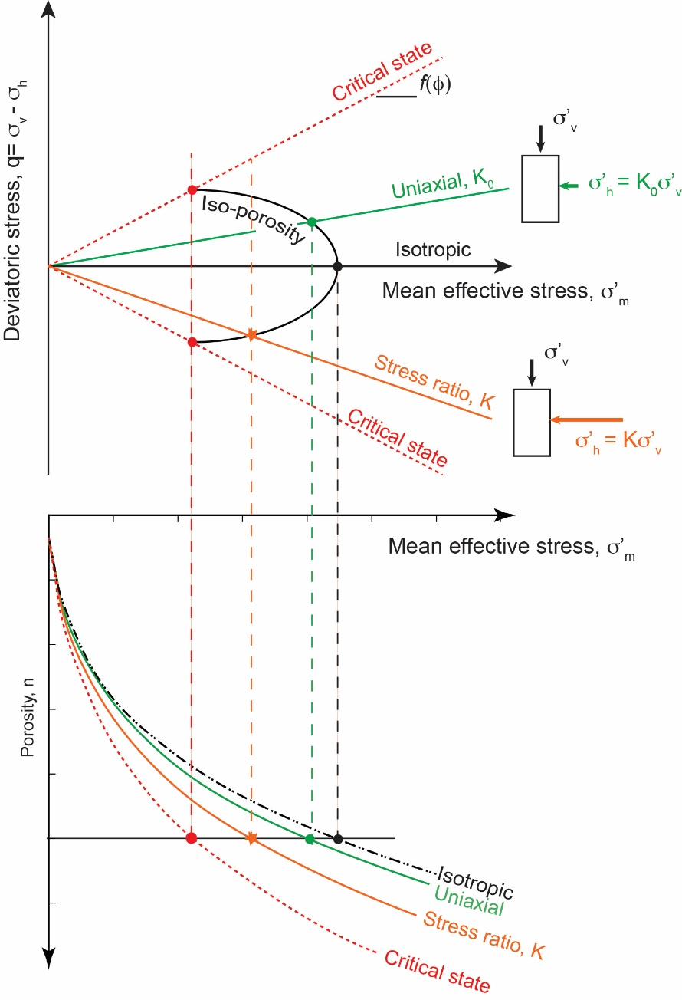 Deviatoric stress, q= σv - σh
Critical state
f(ϕ)
σ'v
Uniaxial, K0
σ'h = K0σ'v
Iso-porosity
Isotropic
Mean effective stress, σ'm
σ'v
Stress ratio, K
Critical state
σ'h = Kσ'v
Mean effective stress, σ'm
Porosity, n
Isotropic
Uniaxial
Stress ratio, K
Critical state